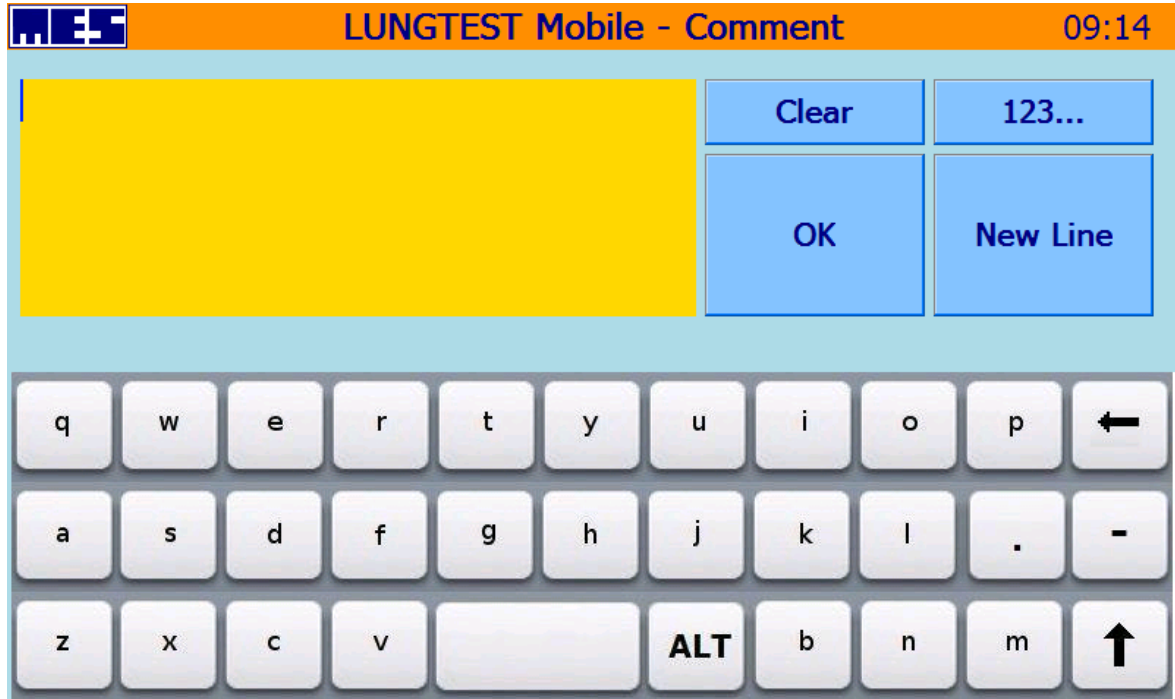 MES LUNGTEST Mobile - Comment 09:14
Clear 123...
OK New Line
q w e r t y u i o p ←
a s d f g h j k l . -
z x c v ALT b n m ↑